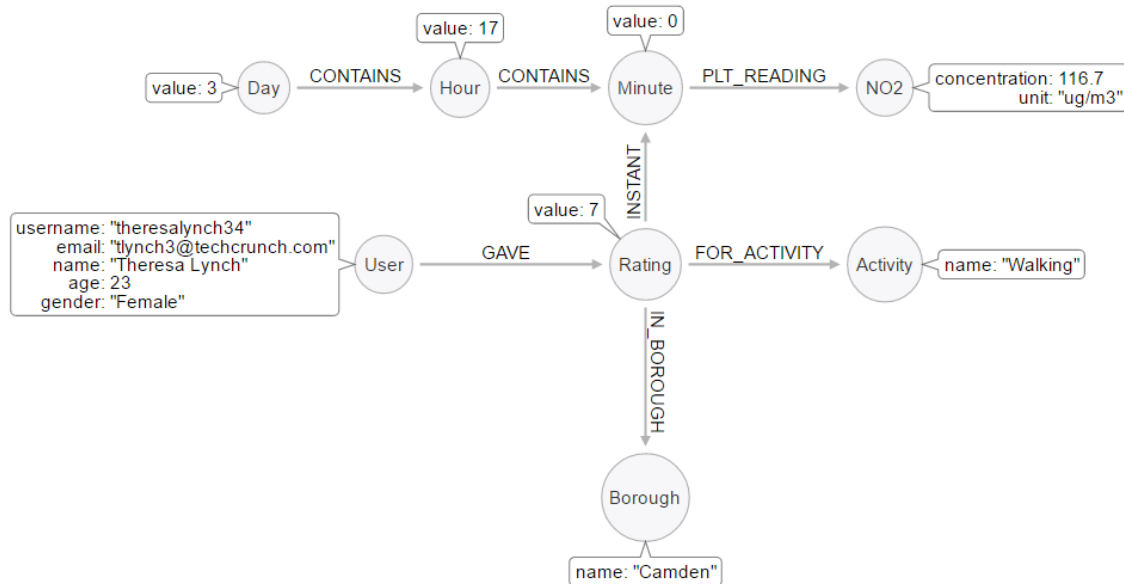 value: 17
value: 0
value: 3
Day
CONTAINS
Hour
CONTAINS
Minute
PLT_READING
NO2
concentration: 116.7
unit: "ug/m3"
INSTANT
value: 7
username: "theresalynch34"
email: "tlynch3@techcrunch.com"
name: "Theresa Lynch"
age: 23
gender: "Female"
User
GAVE
Rating
FOR_ACTIVITY
Activity
name: "Walking"
IN_BOROUGH
Borough
name: "Camden"